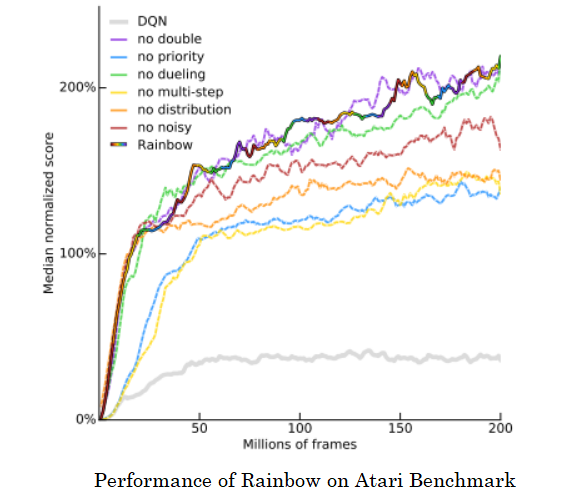 DQN
no double
no priority
no dueling
no multi-step
no distribution
no noisy
Rainbow
Median normalized score
200%
100%
0%
50
100
150
200
Millions of frames
Performance of Rainbow on Atari Benchmark